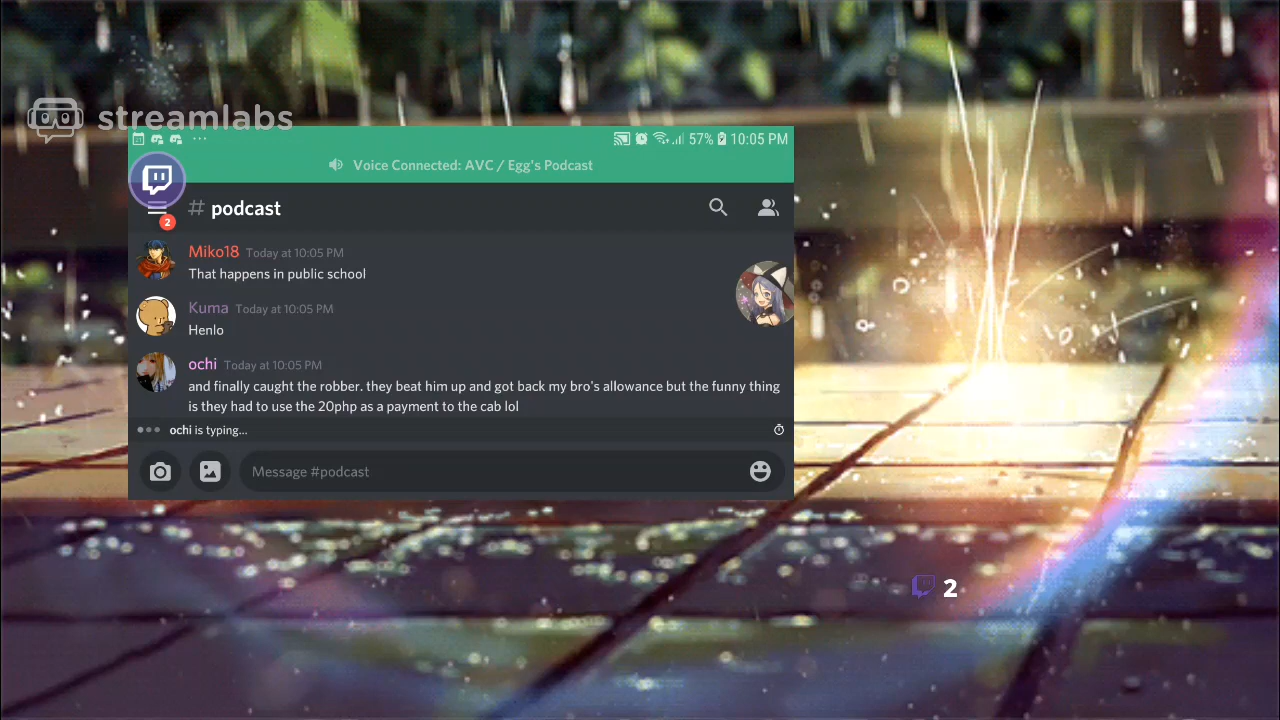 streamlabs
57% 10:05 PM
Voice Connected: AVC / Egg's Podcast
# podcast
2
Miko18 Today at 10:05 PM
That happens in public school
Kuma Today at 10:05 PM
Henlo
ochi Today at 10:05 PM
and finally caught the robber. they beat him up and got back my bro's allowance but the funny thing
is they had to use the 20php as a payment to the cab lol
ochi is typing...
Message #podcast
2